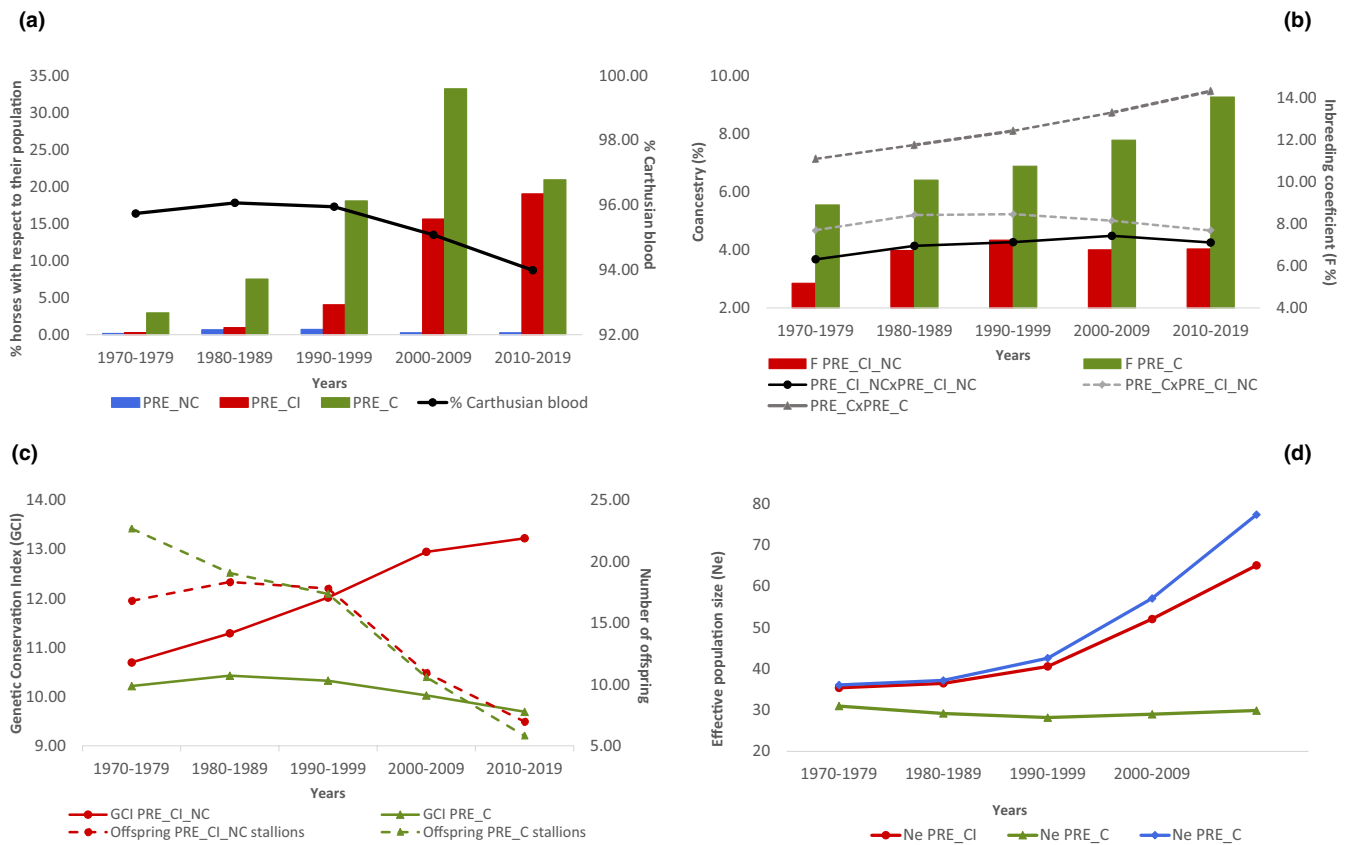 (a)
35.00
30.00
25.00
20.00
15.00
10.00
5.00
0.00
% horses with respect to their population
100.00
98.00
96.00
94.00
92.00
% Carthusian
blood
1970-1979 1980-1989 1990-1999 2000-2009 2010-2019
Years
PRE_NC PRE_CI PRE_C % Carthusian blood
(b)
10.00
8.00
6.00
4.00
2.00
Coancestry (%)
14.00
12.00
10.00
8.00
6.00
4.00
Inbreeding coeeficient (F %)
1970-1979 1980-1989 1990-1999 2000-2009 2010-2019
Years
F PRE_CI_NC F PRE_C
PRE_CI_NCxPRE_CI_NC PRE_CxPRE_CI_NC
PRE_CxPRE_C
(c)
14.00
13.00
12.00
11.00
10.00
9.00
Genetic Conservation Index (GCI)
25.00
20.00
15.00
10.00
5.00
Number of offspring
1970-1979 1980-1989 1990-1999 2000-2009 2010-2019
Years
GCI PRE_CI_NC GCI PRE_C
Offspring PRE_CI_NC stallions Offspring PRE_C stallions
(d)
80
70
60
50
40
30
20
Effective population size (Ne)
1970-1979 1980-1989 1990-1999 2000-2009
Years
Ne PRE_CI Ne PRE_C Ne PRE_C